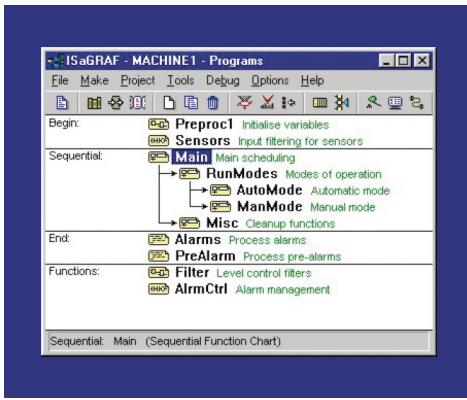 ISaGRAF - MACHINE1 - Programs
File Make Project Tools Debug Options Help
Begin: Preproc1 Initialise variables
Sensors Input filtering for sensors
Sequential: Main Main scheduling
RunModes Modes of operation
AutoMode Automatic mode
ManMode Manual mode
Misc Cleanup functions
End: Alarms Process alarms
PreAlarm Process pre-alarms
Functions: Filter Level control filters
AlrmCtrl Alarm management
Sequential: Main (Sequential Function Chart)